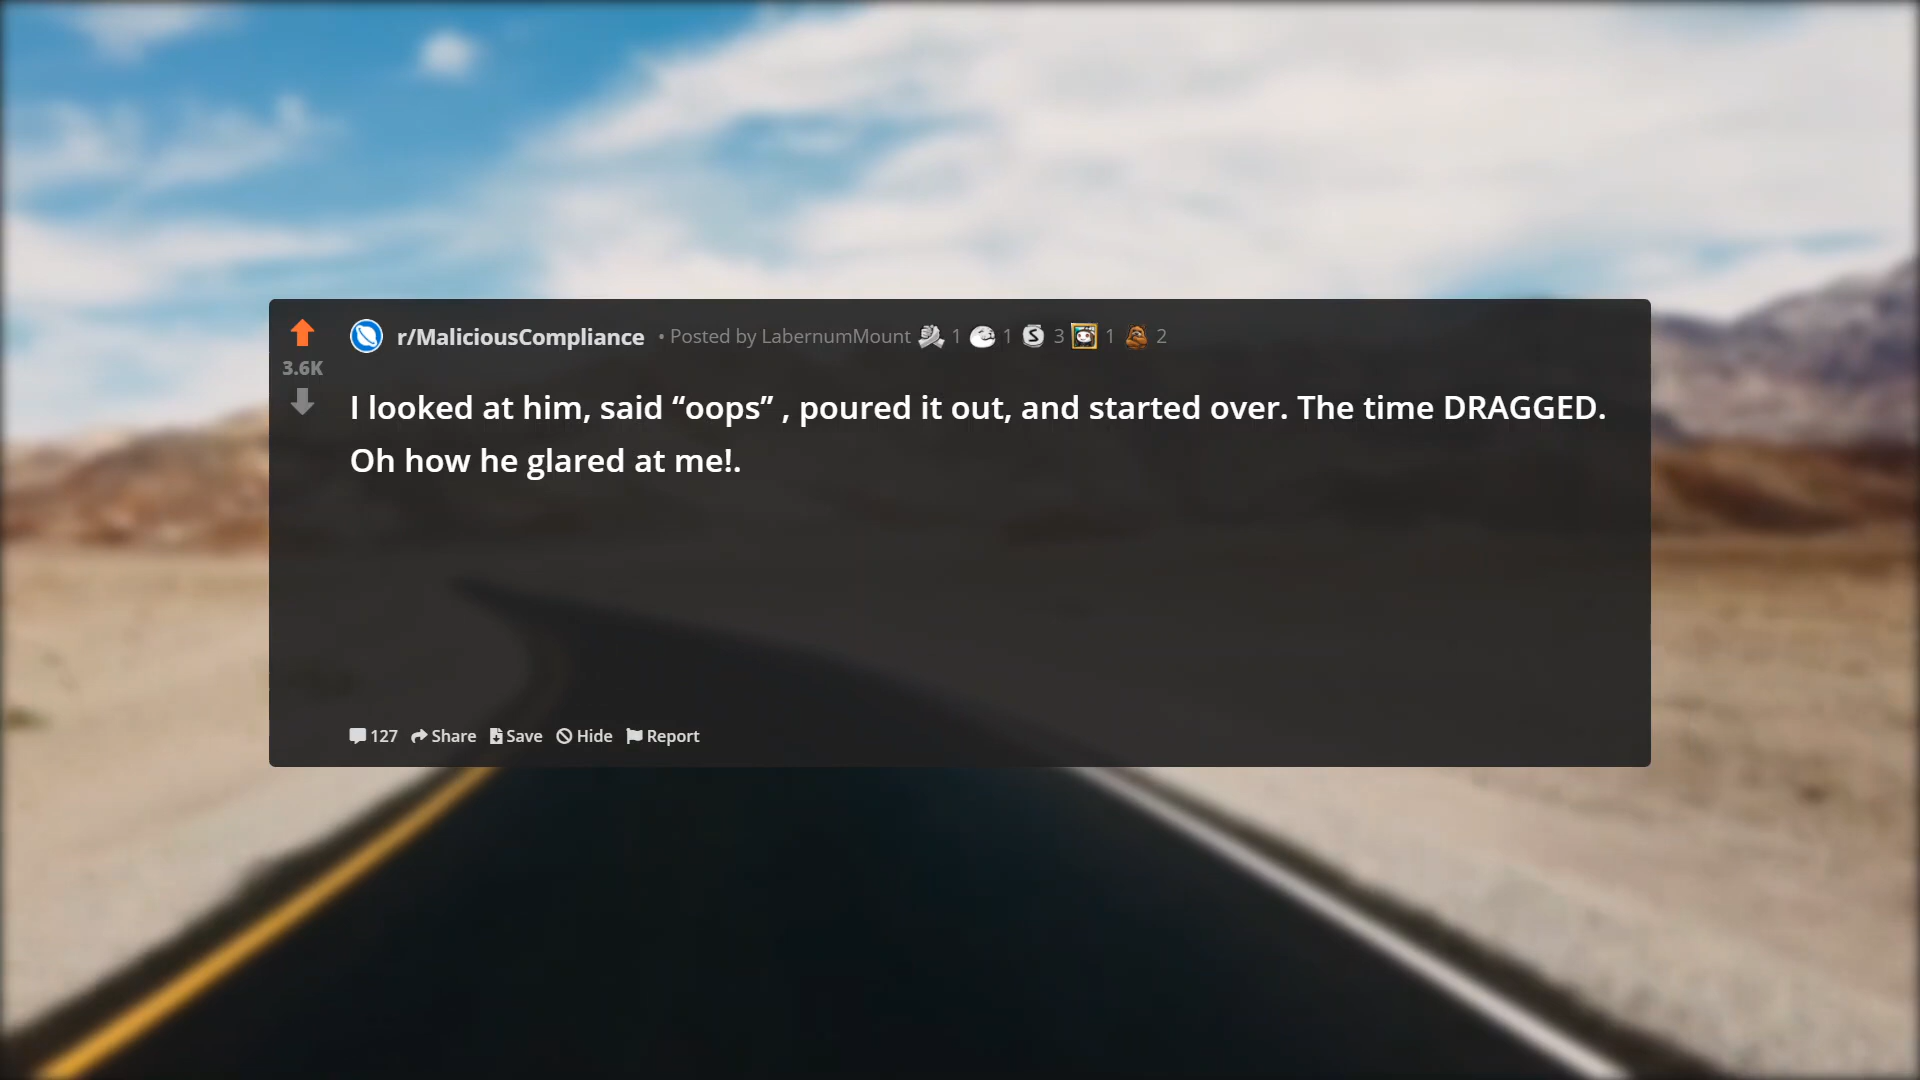 r/MaliciousCompliance • Posted by LabernumMount 1 1 3 1 2
3.6K
I looked at him, said “oops” , poured it out, and started over. The time DRAGGED.
Oh how he glared at me!.
127 Share Save Hide Report